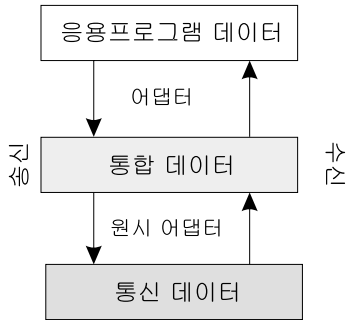 응용프로그램 데이터
어댑터
송신
통합 데이터
수신
원시 어댑터
통신 데이터